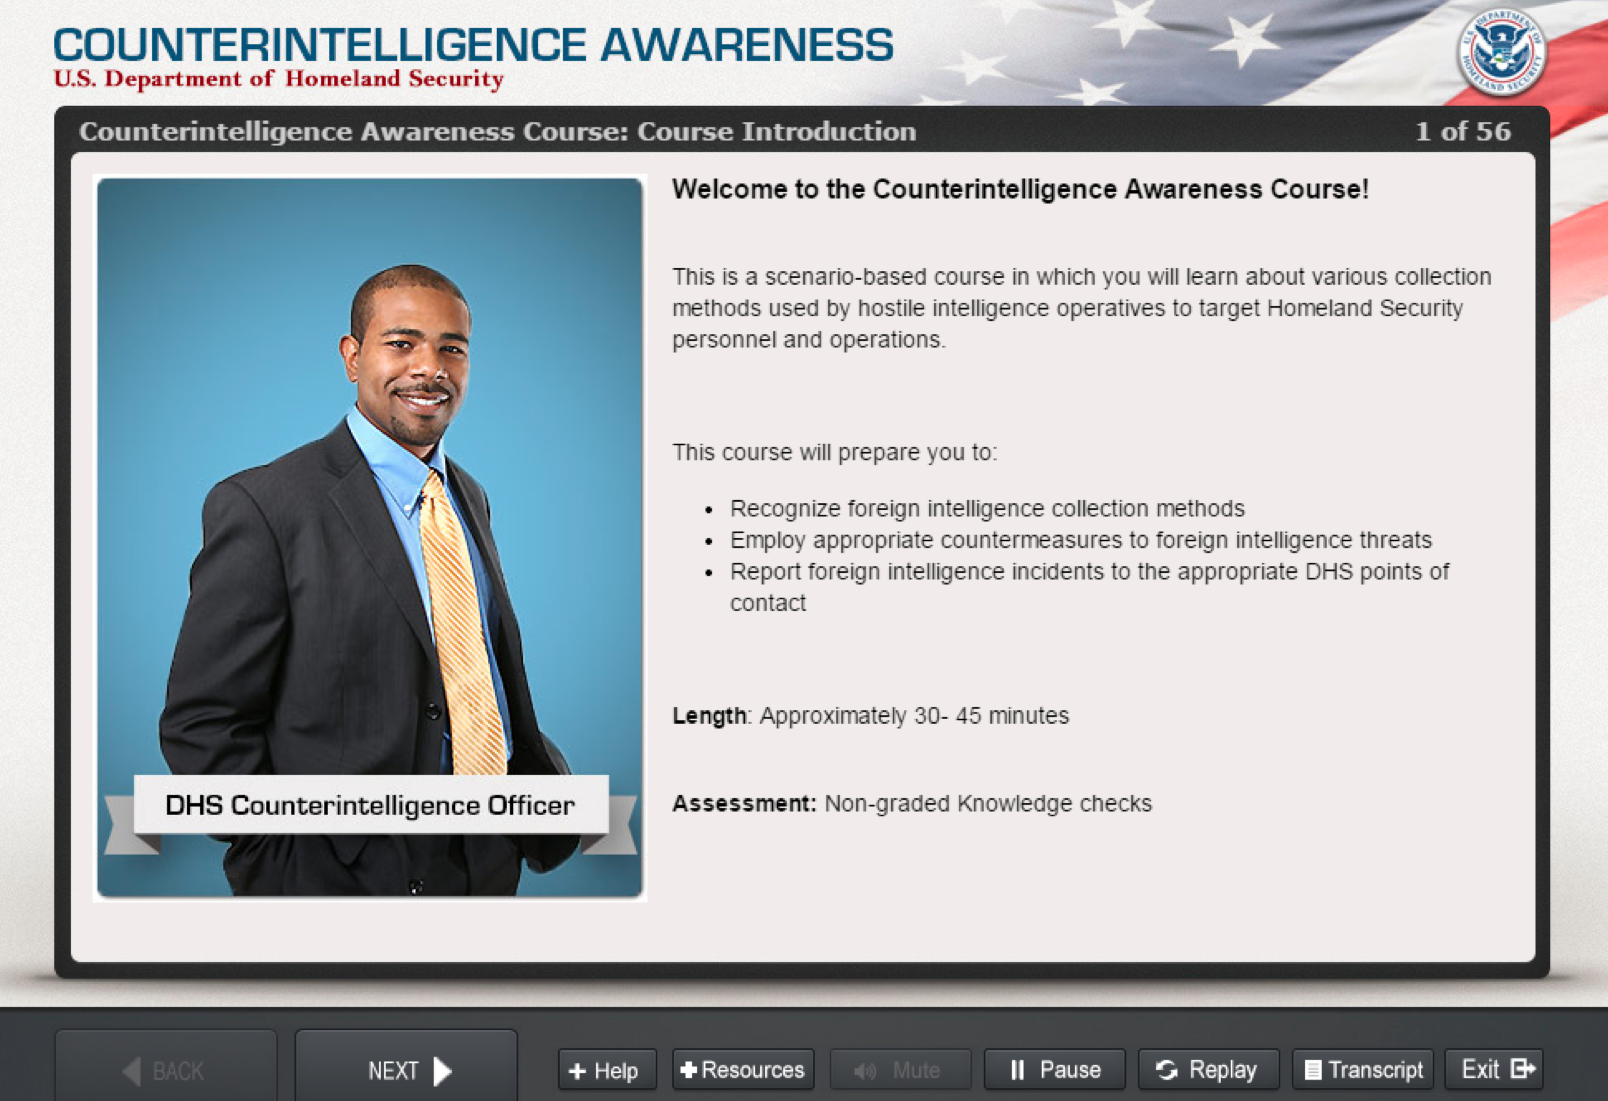 COUNTERINTELLIGENCE AWARENESS
U.S. Department of Homeland Security
U.S. DEPARTMENT OF HOMELAND SECURITY
Counterintelligence Awareness Course: Course Introduction
1 of 56
Welcome to the Counterintelligence Awareness Course!
This is a scenario-based course in which you will learn about various collection
methods used by hostile intelligence operatives to target Homeland Security
personnel and operations.
This course will prepare you to:
• Recognize foreign intelligence collection methods
• Employ appropriate countermeasures to foreign intelligence threats
• Report foreign intelligence incidents to the appropriate DHS points of
contact
Length: Approximately 30- 45 minutes
Assessment: Non-graded Knowledge checks
DHS Counterintelligence Officer
BACK
NEXT
Help
Resources
Mute
Pause
Replay
Transcript
Exit